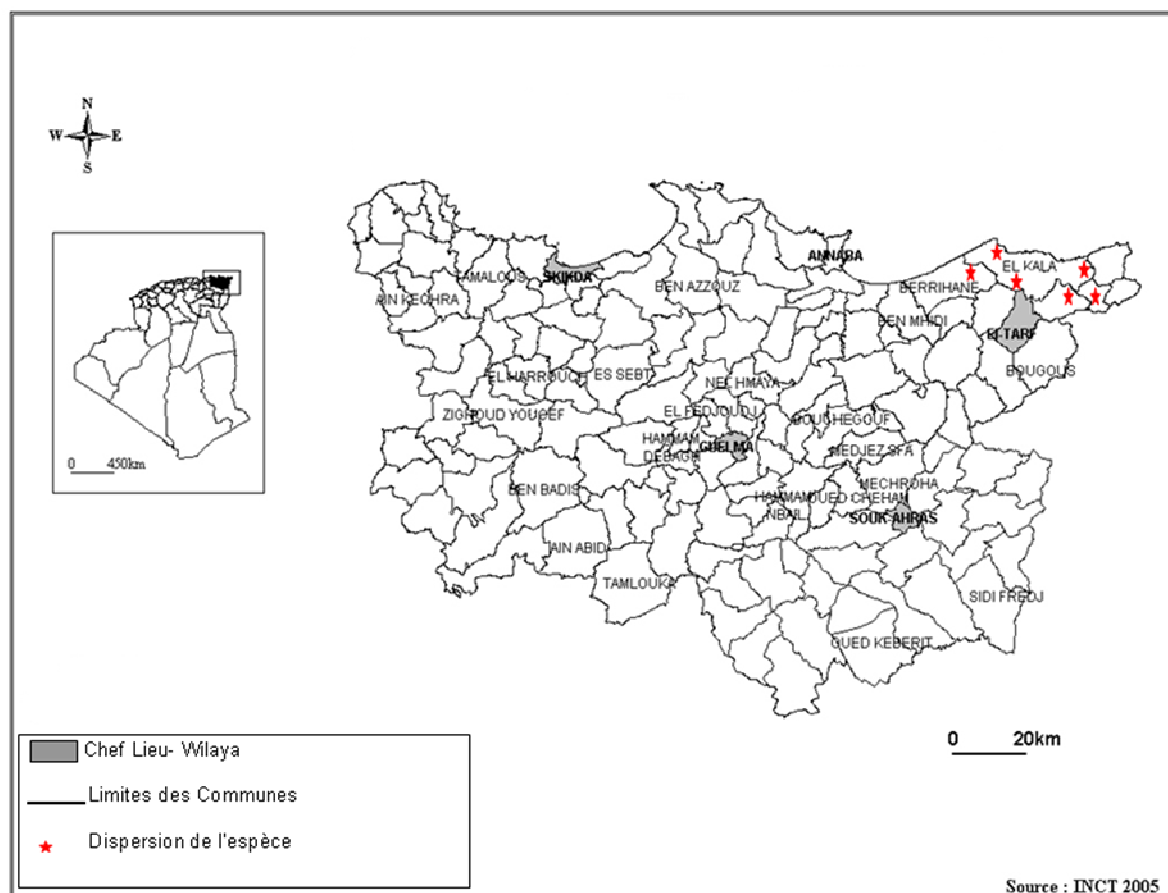 N
W E
S
ANNABA
EL KALA
TAMALOUS
SKIKDA
BEN AZZOUZ
BERRIHANE
AIN KECHRA
BEN MHIDI
El-TARF
EL HARROUCH
ES SEBT
NECHMAYA
BOUGOUS
ZIGHOUD YOUCEF
EL FEDJOUDJ
BOUCHEGOUF
HAMMAM
DEBAGH
GUELMA
MEDJEZ SFA
BEN BADIS
MECHROHA
HAMMAM
NBAIL
OUED CHEHAM
SOUK AHRAS
AIN ABID
TAMLOUKA
SIDI FREDJ
OUED KEBERIT
0 450km
0 20km
Chef Lieu- Wilaya
Limites des Communes
Dispersion de l'espèce
Source : INCT 2005